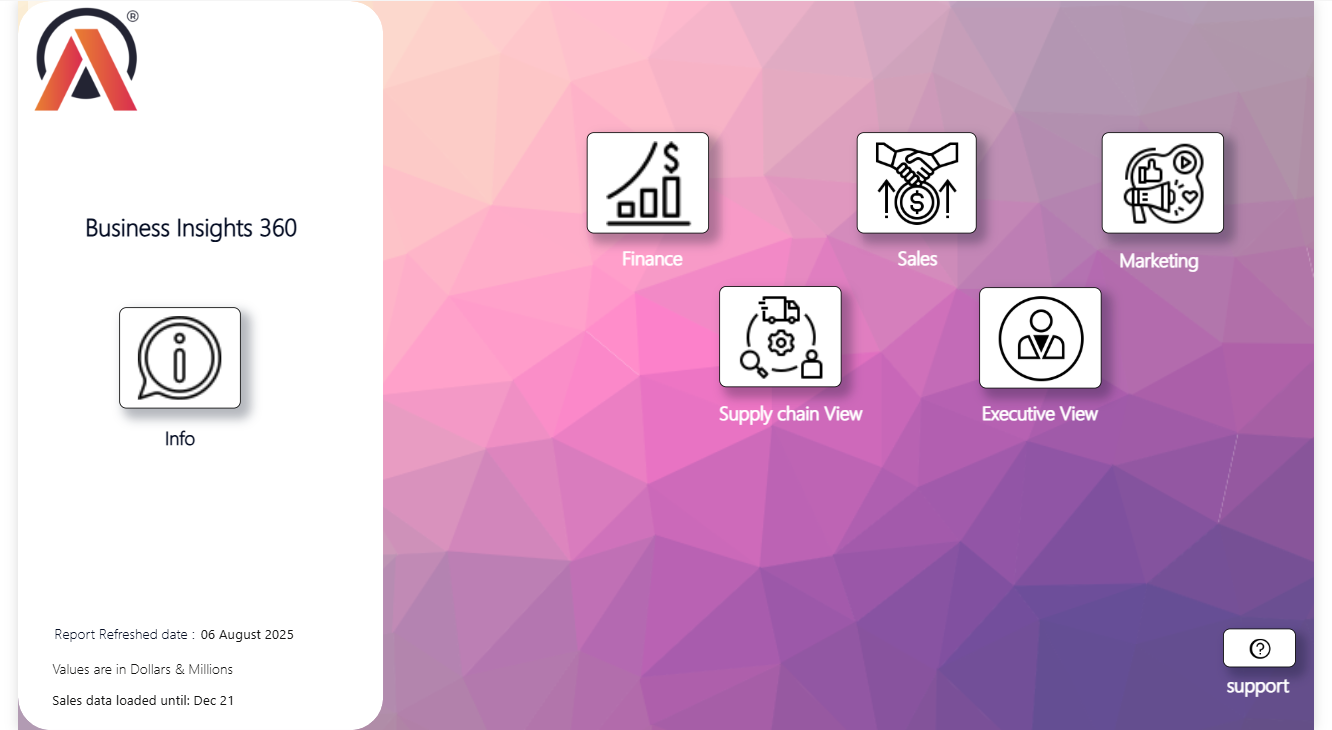 ®
Business Insights 360
Info
Report Refreshed date : 06 August 2025
Values are in Dollars & Millions
Sales data loaded until: Dec 21
$
Finance
$
Sales
Marketing
Supply chain View
Executive View
?
support